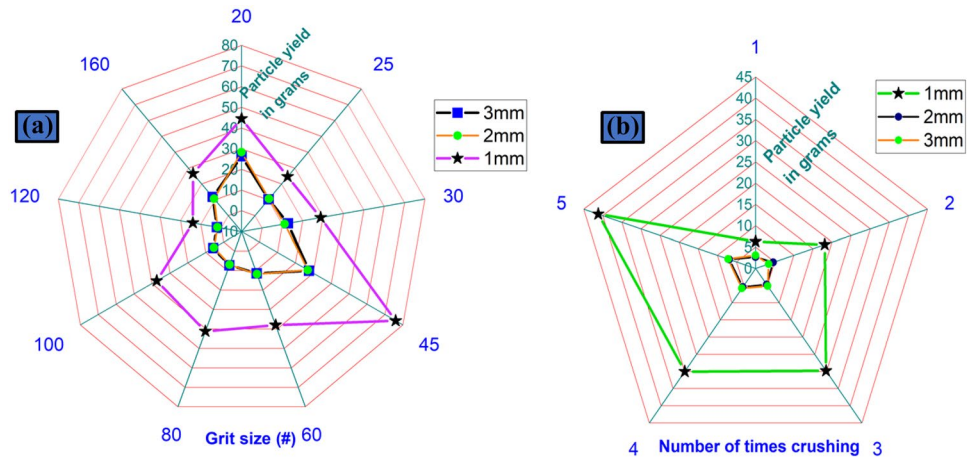 (a)
20
25
30
45
60
80
100
120
160
80
70
60
50
40
30
20
10
0
-10
Particle yield
in grams
3mm
2mm
1mm
Grit size (#)
(b)
1
2
3
4
5
45
40
35
30
25
20
15
10
5
0
Particle yield
in grams
1mm
2mm
3mm
Number of times crushing